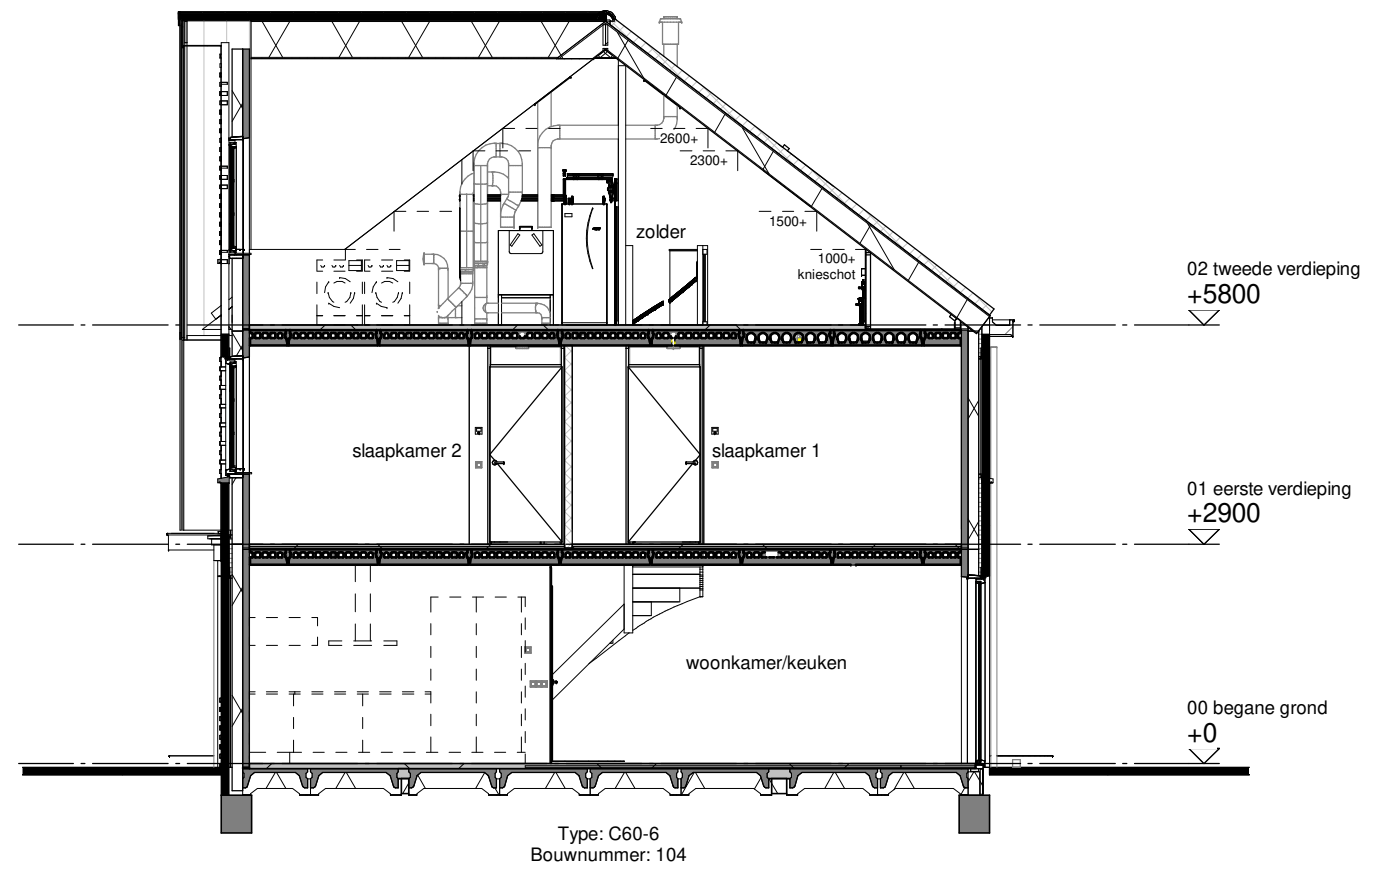 2600+
2300+
1500+
zolder
1000+
knieschot
02 tweede verdieping
+5800
slaapkamer 2
slaapkamer 1
01 eerste verdieping
+2900
woonkamer/keuken
00 begane grond
+0
Type: C60-6
Bouwnummer: 104